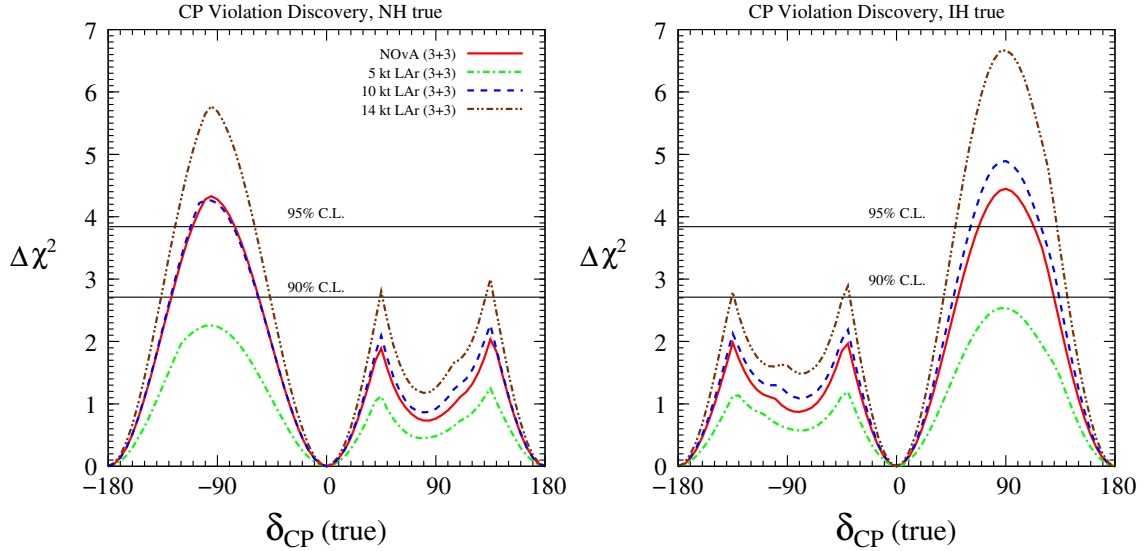 CP Violation Discovery, NH true
7
6
5
4
3
2
1
0
Δχ²
NOvA (3+3)
5 kt LAr (3+3)
10 kt LAr (3+3)
14 kt LAr (3+3)
95% C.L.
90% C.L.
−180 −90 0 90 180
δCP (true)
CP Violation Discovery, IH true
7
6
5
4
3
2
1
0
Δχ²
95% C.L.
90% C.L.
−180 −90 0 90 180
δCP (true)